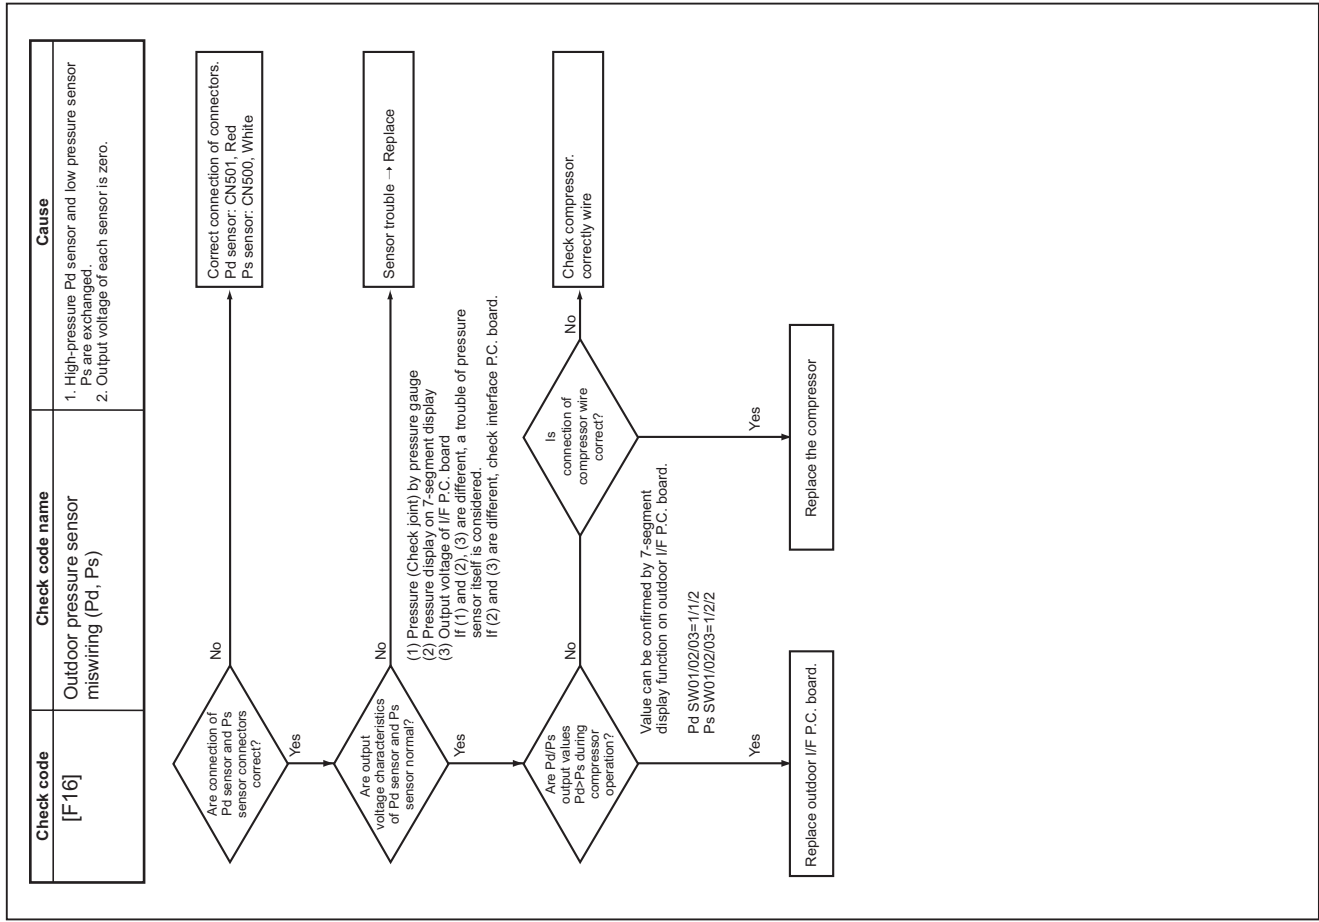 Check code
Check code name
Cause
[F16]
Outdoor pressure sensor
miswiring (Pd, Ps)
1. High-pressure Pd sensor and low pressure sensor
Ps are exchanged.
2. Output voltage of each sensor is zero.
Are connection of
Pd sensor and Ps
sensor connectors
correct?
No
Correct connection of connectors.
Pd sensor: CN501, Red
Ps sensor: CN500, White
Yes
Are output
voltage characteristics
of Pd sensor and Ps
sensor normal?
No
Sensor trouble → Replace
(1) Pressure (Check joint) by pressure gauge
(2) Pressure display on 7-segment display
(3) Output voltage of I/F P.C. board
If (1) and (2), (3) are different, a trouble of pressure
sensor itself is considered.
If (2) and (3) are different, check interface P.C. board.
Yes
Are Pd/Ps
output values
Pd>Ps during
compressor
operation?
No
Is
connection of
compressor wire
correct?
No
Check compressor.
correctly wire
Value can be confirmed by 7-segment
display function on outdoor I/F P.C. board.
Pd SW01/02/03=1/1/2
Ps SW01/02/03=1/2/2
Yes
Yes
Replace outdoor I/F P.C. board.
Replace the compressor